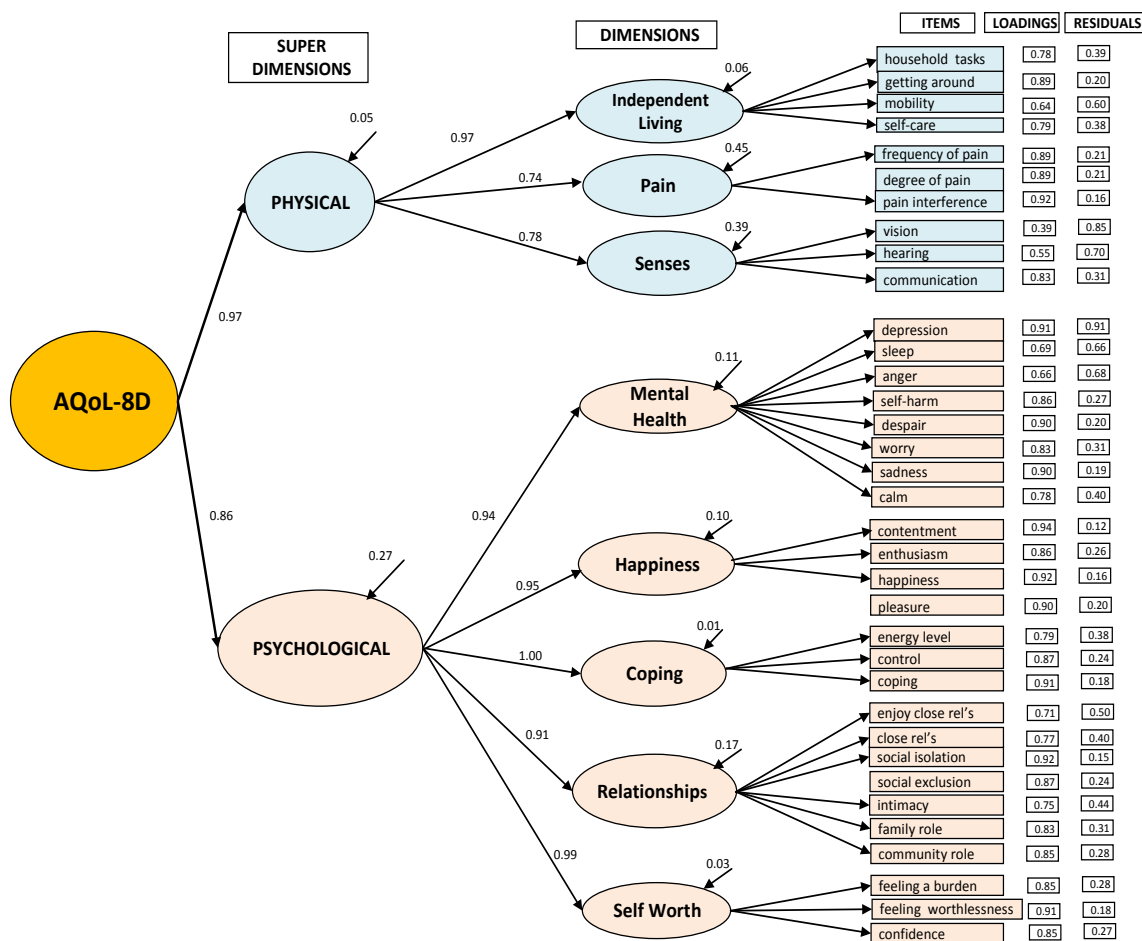 SUPER
DIMENSIONS
DIMENSIONS
ITEMS LOADINGS RESIDUALS
AQoL-8D
0.97
0.86
PHYSICAL
0.05
0.97
0.74
0.78
Independent
Living
0.06
household tasks 0.78 0.39
getting around 0.89 0.20
mobility 0.64 0.60
self-care 0.79 0.38
Pain
0.45
frequency of pain 0.89 0.21
degree of pain 0.89 0.21
pain interference 0.92 0.16
Senses
0.39
vision 0.39 0.85
hearing 0.55 0.70
communication 0.83 0.31
PSYCHOLOGICAL
0.27
0.94
0.95
1.00
0.91
0.99
Mental
Health
0.11
depression 0.91 0.91
sleep 0.69 0.66
anger 0.66 0.68
self-harm 0.86 0.27
despair 0.90 0.20
worry 0.83 0.31
sadness 0.90 0.19
calm 0.78 0.40
Happiness
0.10
contentment 0.94 0.12
enthusiasm 0.86 0.26
happiness 0.92 0.16
pleasure 0.90 0.20
Coping
0.01
energy level 0.79 0.38
control 0.87 0.24
coping 0.91 0.18
Relationships
0.17
enjoy close rel's 0.71 0.50
close rel's 0.77 0.40
social isolation 0.92 0.15
social exclusion 0.87 0.24
intimacy 0.75 0.44
family role 0.83 0.31
community role 0.85 0.28
Self Worth
0.03
feeling a burden 0.85 0.28
feeling worthlessness 0.91 0.18
confidence 0.85 0.27